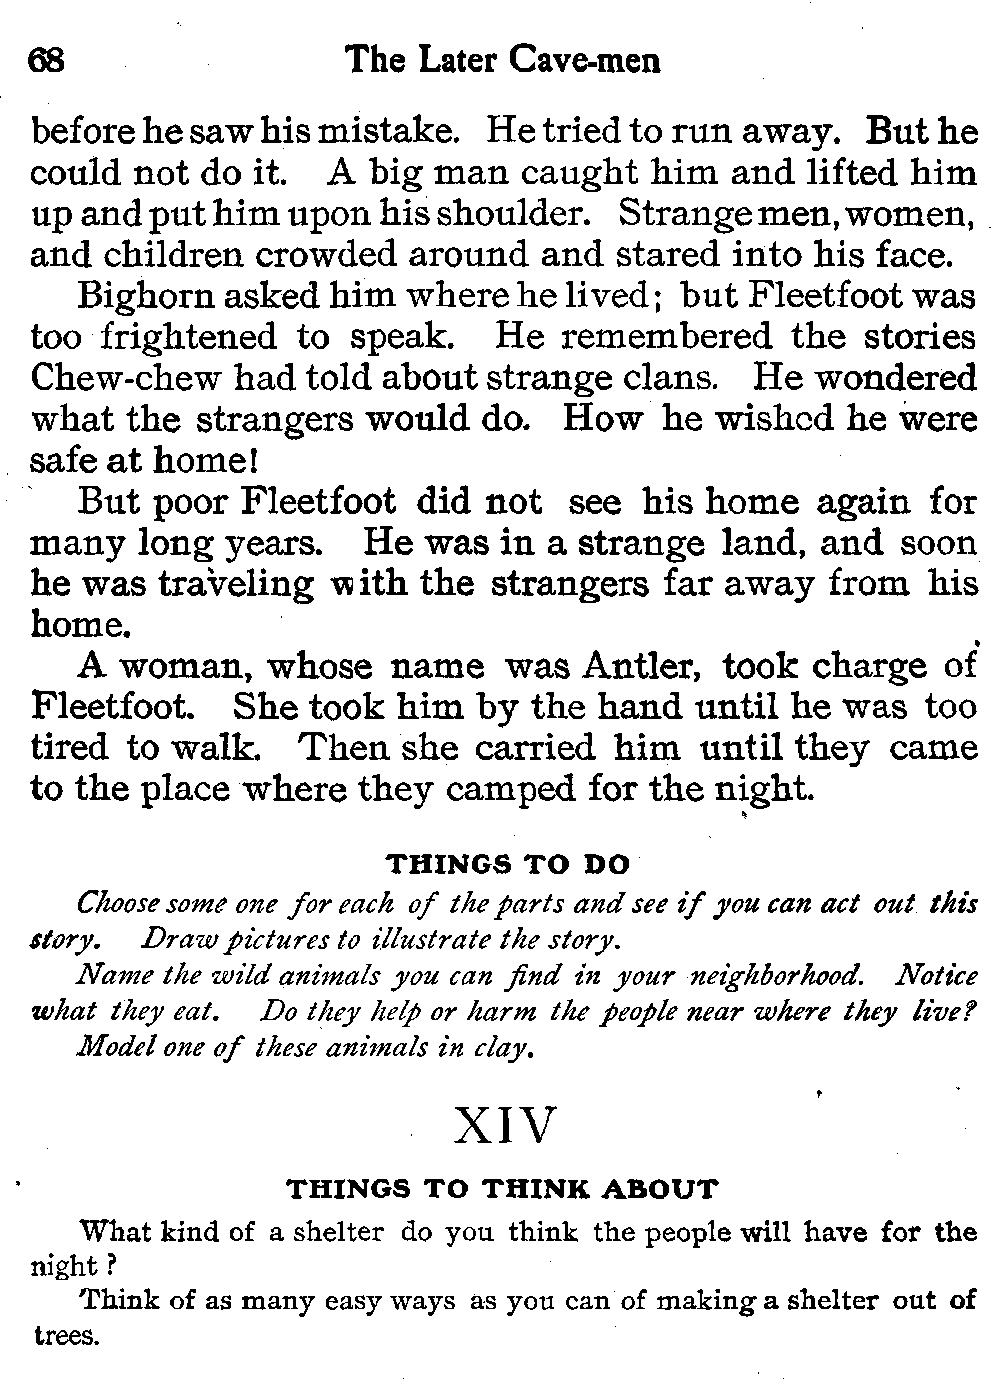 68 The Later Cave-men
before he saw his mistake. He tried to run away. But he
could not do it. A big man caught him and lifted him
up and put him upon his shoulder. Strange men, women,
and children crowded around and stared into his face.
Bighorn asked him where he lived; but Fleetfoot was
too frightened to speak. He remembered the stories
Chew-chew had told about strange clans. He wondered
what the strangers would do. How he wished he were
safe at home!
But poor Fleetfoot did not see his home again for
many long years. He was in a strange land, and soon
he was traveling with the strangers far away from his
home.
A woman, whose name was Antler, took charge of
Fleetfoot. She took him by the hand until he was too
tired to walk. Then she carried him until they came
to the place where they camped for the night.
THINGS TO DO
Choose some one for each of the parts and see if you can act out this
story. Draw pictures to illustrate the story.
Name the wild animals you can find in your neighborhood. Notice
what they eat. Do they help or harm the people near where they live?
Model one of these animals in clay.
XIV
THINGS TO THINK ABOUT
What kind of a shelter do you think the people will have for the
night?
Think of as many easy ways as you can of making a shelter out of
trees.